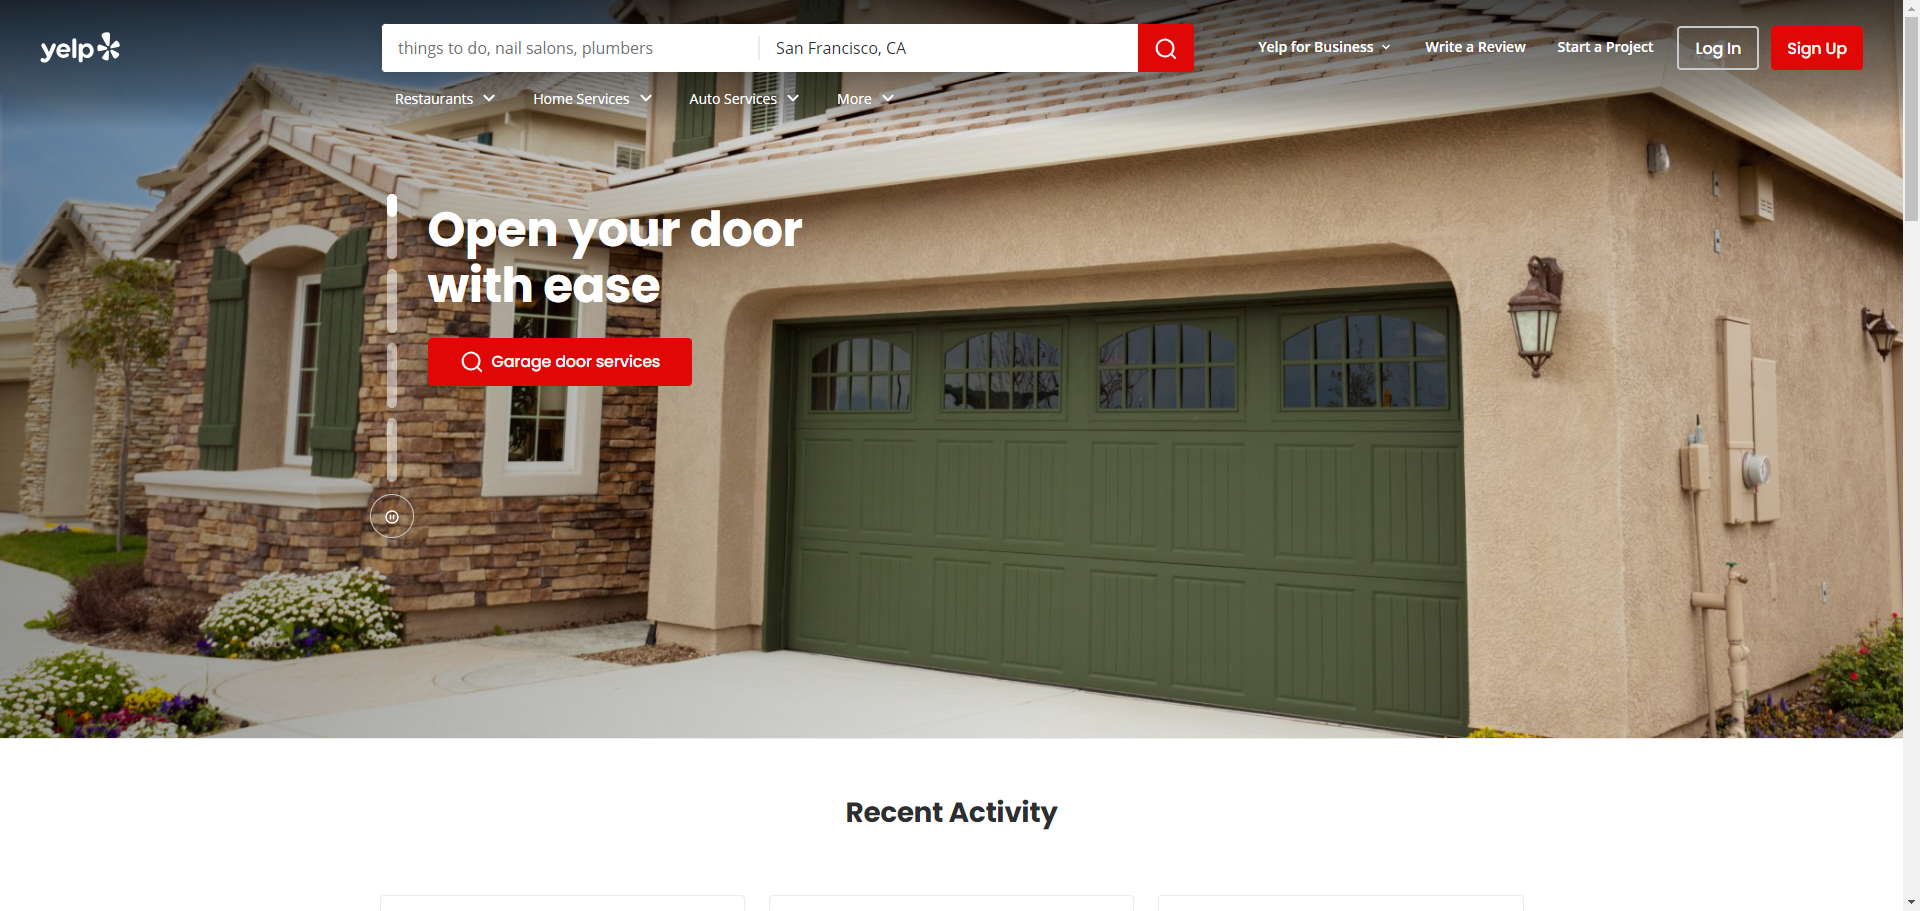 yelp
things to do, nail salons, plumbers
San Francisco, CA
Yelp for Business
Write a Review
Start a Project
Log In
Sign Up
Restaurants
Home Services
Auto Services
More
Open your door
with ease
Garage door services
Recent Activity